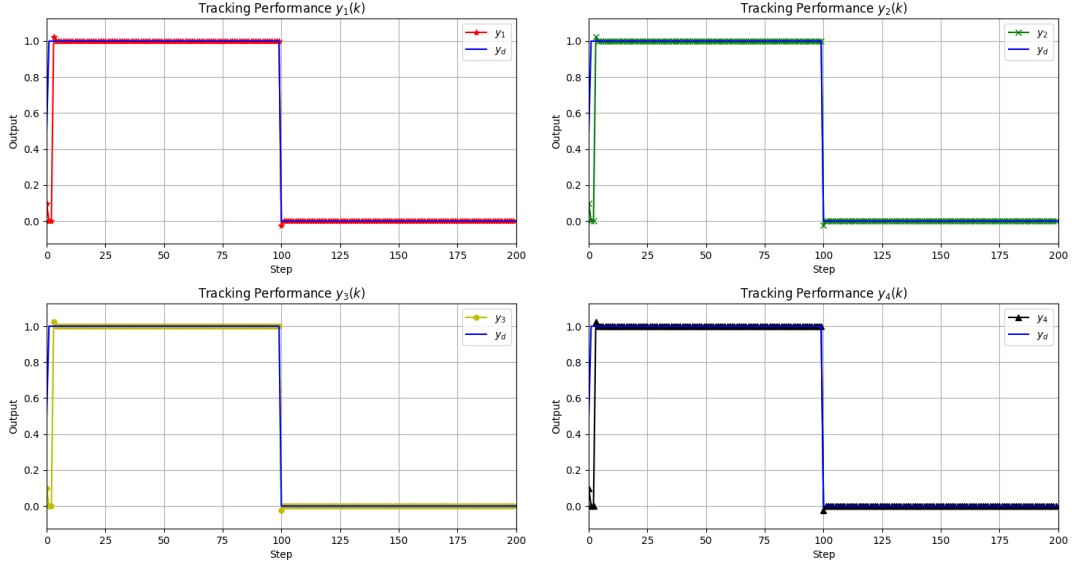 Tracking Performance y₁(k)
Output
1.0
0.8
0.6
0.4
0.2
0.0
y₁
y_d
0 25 50 75 100 125 150 175 200
Step
Tracking Performance y₂(k)
Output
1.0
0.8
0.6
0.4
0.2
0.0
y₂
y_d
0 25 50 75 100 125 150 175 200
Step
Tracking Performance y₃(k)
Output
1.0
0.8
0.6
0.4
0.2
0.0
y₃
y_d
0 25 50 75 100 125 150 175 200
Step
Tracking Performance y₄(k)
Output
1.0
0.8
0.6
0.4
0.2
0.0
y₄
y_d
0 25 50 75 100 125 150 175 200
Step